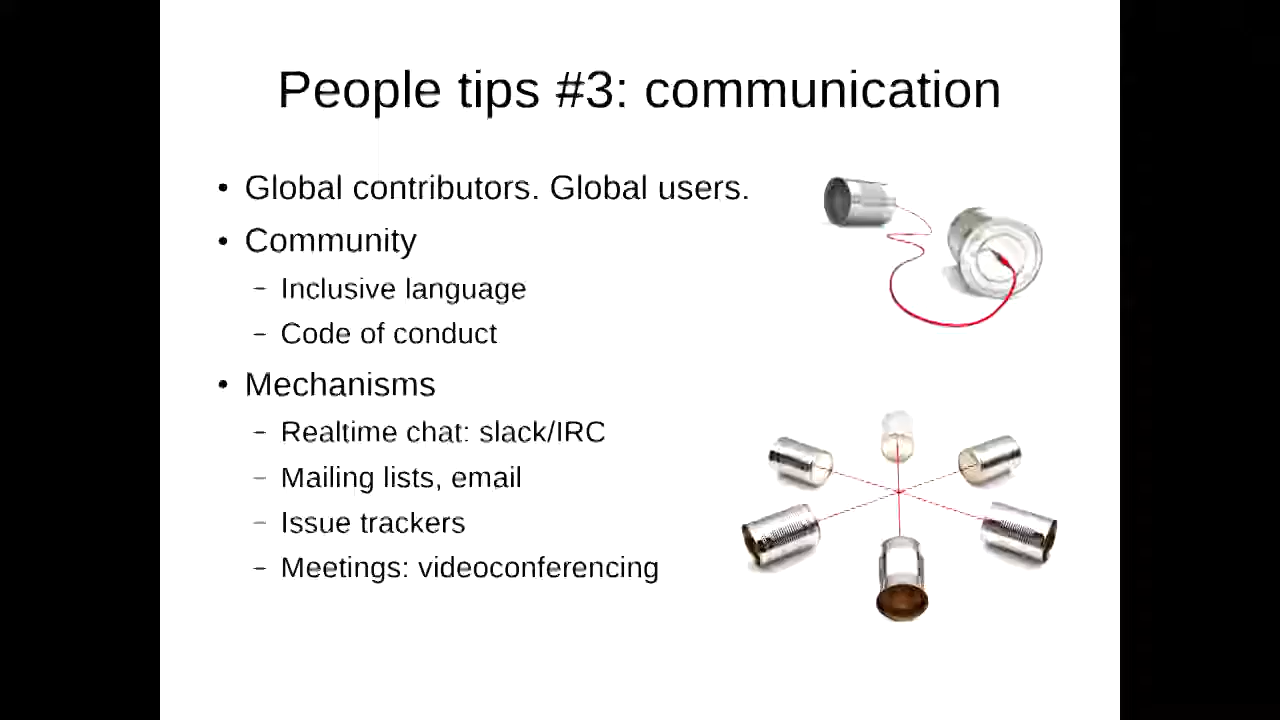 People tips #3: communication
• Global contributors. Global users.
• Community
– Inclusive language
– Code of conduct
• Mechanisms
– Realtime chat: slack/IRC
– Mailing lists, email
– Issue trackers
– Meetings: videoconferencing